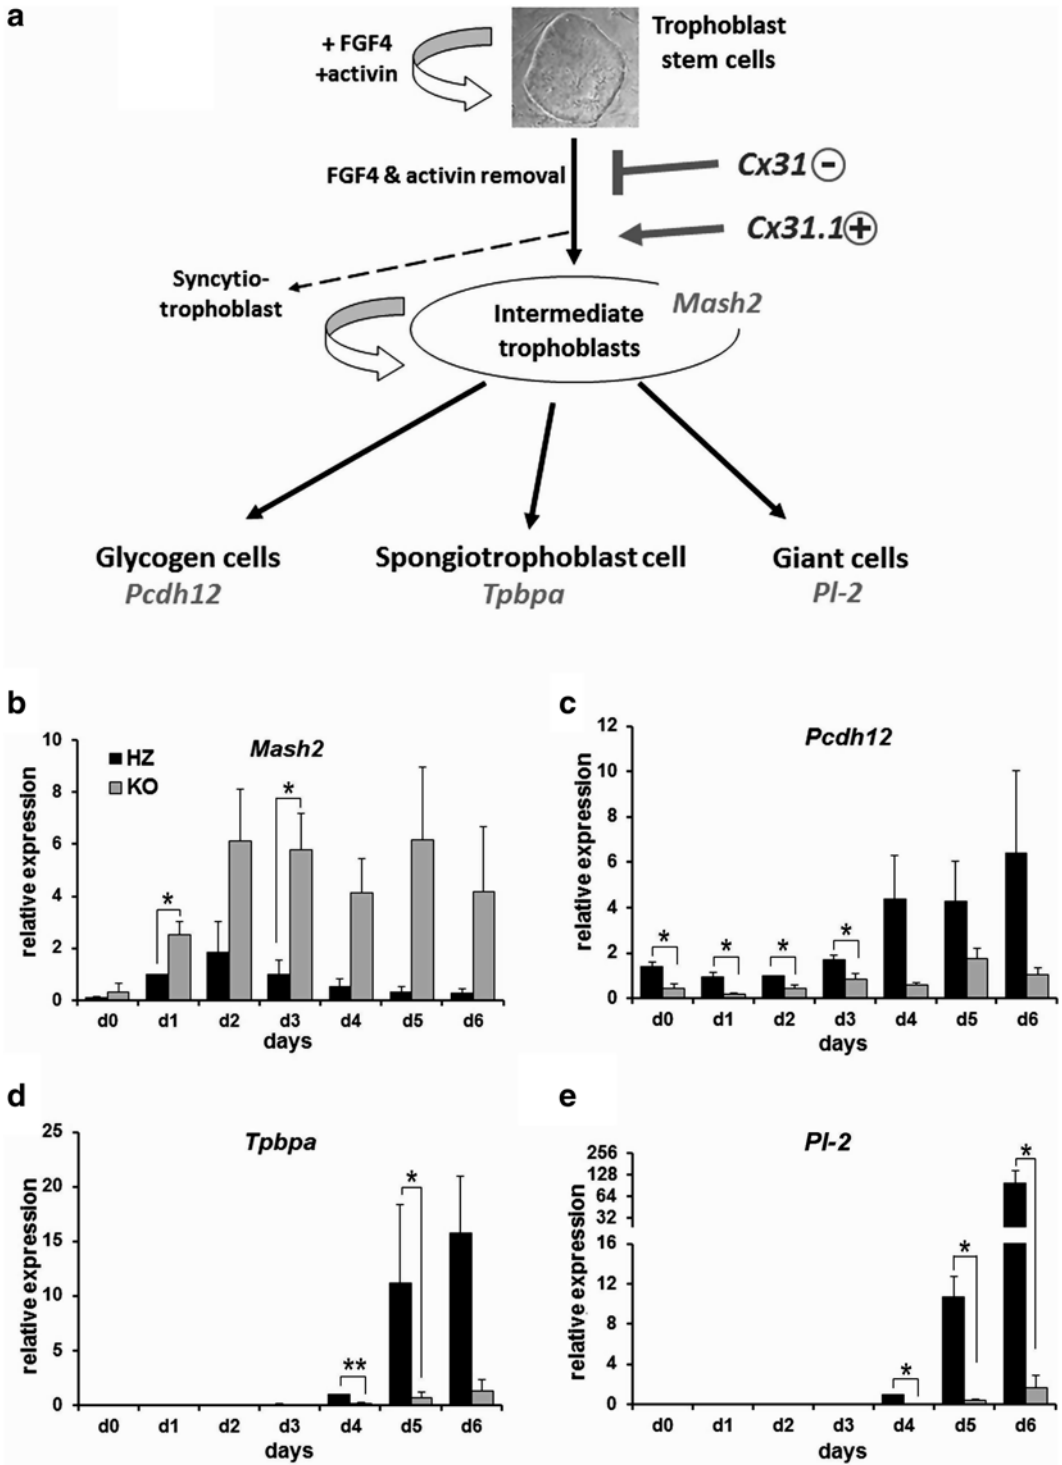 a
+ FGF4
+activin
Trophoblast
stem cells
FGF4 & activin removal
Cx31 -
Cx31.1 +
Syncytio-
trophoblast
Intermediate
trophoblasts
Mash2
Glycogen cells
Pcdh12
Spongiotrophoblast cell
Tpbpa
Giant cells
Pl-2
b
Mash2
HZ
KO
relative expression
10
8
6
4
2
0
*
*
d0 d1 d2 d3 d4 d5 d6
days
c
Pcdh12
relative expression
12
10
8
6
4
2
0
* * * *
d0 d1 d2 d3 d4 d5 d6
days
d
Tpbpa
relative expression
25
20
15
10
5
0
**
*
d0 d1 d2 d3 d4 d5 d6
days
e
Pl-2
relative expression
256
128
64
32
16
12
8
4
0
*
*
*
d0 d1 d2 d3 d4 d5 d6
days